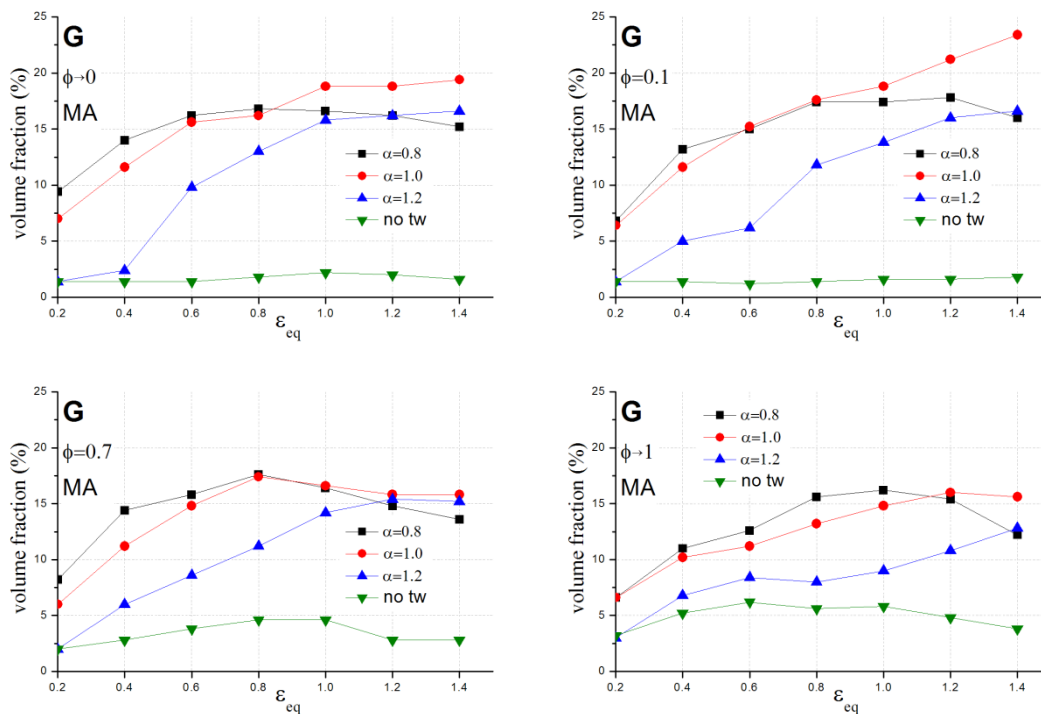 G
ϕ→0
MA
volume fraction (%)
25
20
15
10
5
0
α=0.8
α=1.0
α=1.2
no tw
0.2 0.4 0.6 0.8 1.0 1.2 1.4
ε_eq
G
ϕ=0.1
MA
volume fraction (%)
25
20
15
10
5
0
α=0.8
α=1.0
α=1.2
no tw
0.2 0.4 0.6 0.8 1.0 1.2 1.4
ε_eq
G
ϕ=0.7
MA
volume fraction (%)
25
20
15
10
5
0
α=0.8
α=1.0
α=1.2
no tw
0.2 0.4 0.6 0.8 1.0 1.2 1.4
ε_eq
G
ϕ→1
MA
volume fraction (%)
25
20
15
10
5
0
α=0.8
α=1.0
α=1.2
no tw
0.2 0.4 0.6 0.8 1.0 1.2 1.4
ε_eq